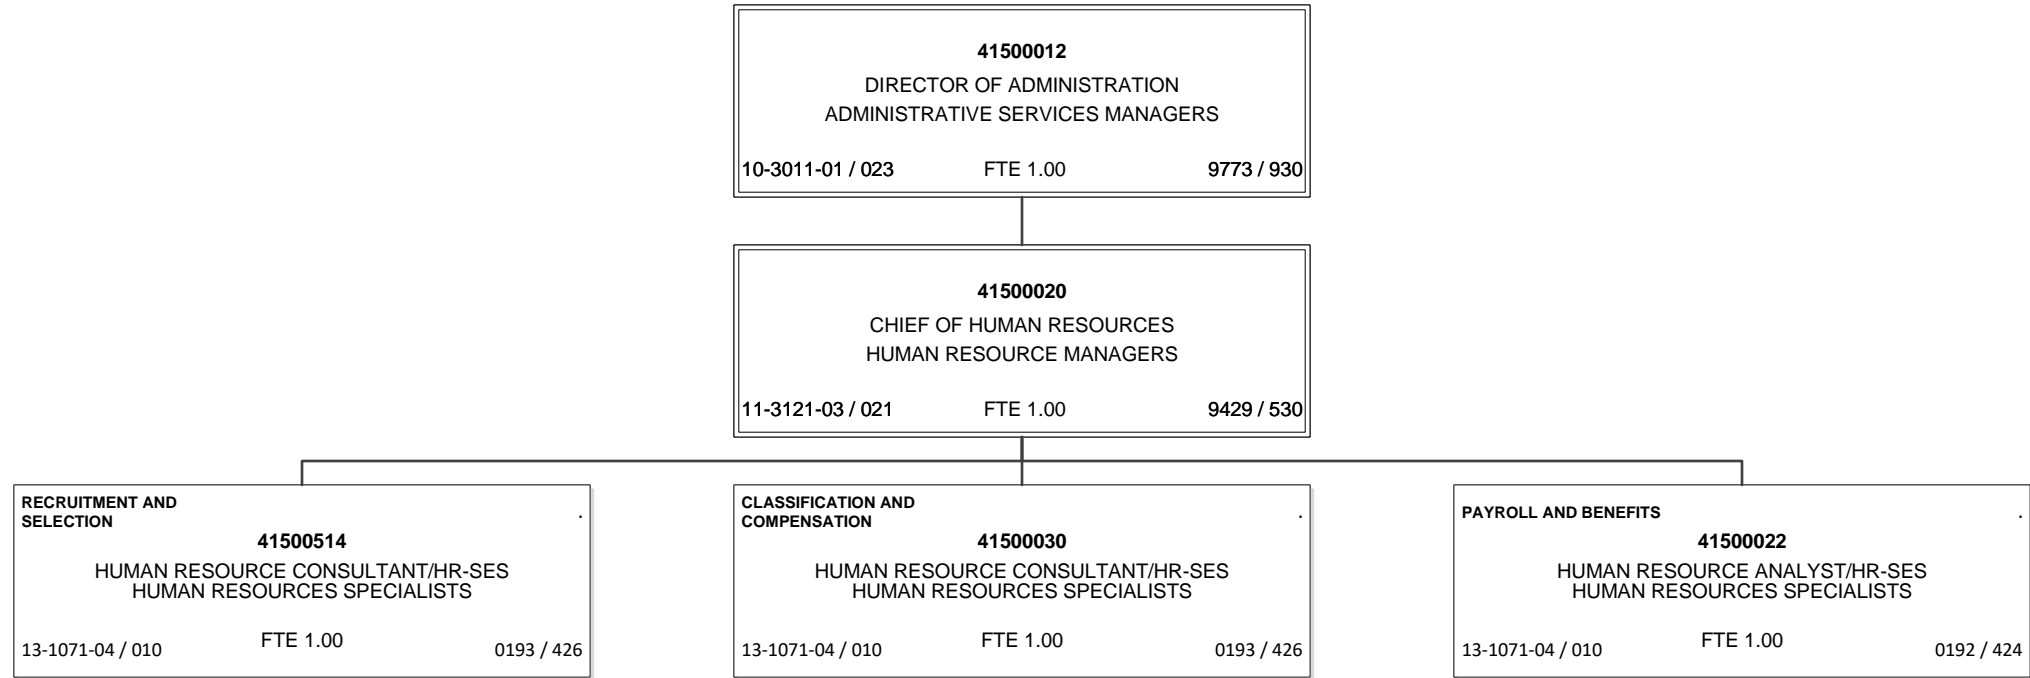 41500012
DIRECTOR OF ADMINISTRATION
ADMINISTRATIVE SERVICES MANAGERS
10-3011-01 / 023 FTE 1.00 9773 / 930
41500020
CHIEF OF HUMAN RESOURCES
HUMAN RESOURCE MANAGERS
11-3121-03 / 021 FTE 1.00 9429 / 530
RECRUITMENT AND
SELECTION .
41500514
HUMAN RESOURCE CONSULTANT/HR-SES
HUMAN RESOURCES SPECIALISTS
13-1071-04 / 010 FTE 1.00 0193 / 426
CLASSIFICATION AND
COMPENSATION .
41500030
HUMAN RESOURCE CONSULTANT/HR-SES
HUMAN RESOURCES SPECIALISTS
13-1071-04 / 010 FTE 1.00 0193 / 426
PAYROLL AND BENEFITS .
41500022
HUMAN RESOURCE ANALYST/HR-SES
HUMAN RESOURCES SPECIALISTS
13-1071-04 / 010 FTE 1.00 0192 / 424